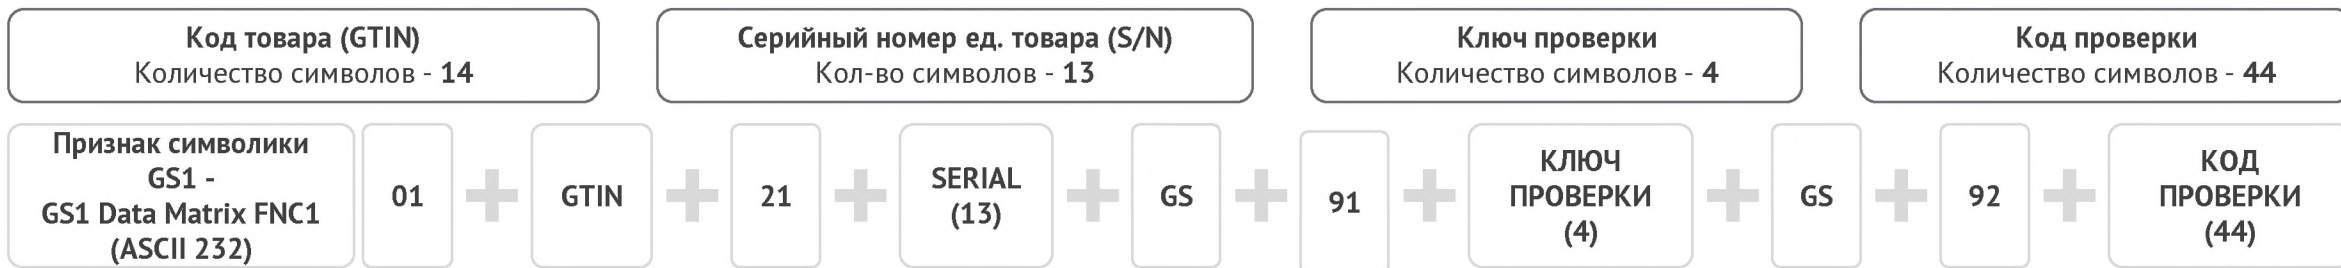 Код товара (GTIN)
Количество символов - 14
Серийный номер ед. товара (S/N)
Кол-во символов - 13
Ключ проверки
Количество символов - 4
Код проверки
Количество символов - 44
Признак символики
GS1 -
GS1 Data Matrix FNC1
(ASCII 232)
01
+
GTIN
+
21
+
SERIAL
(13)
+
GS
+
91
+
КЛЮЧ
ПРОВЕРКИ
(4)
+
GS
+
92
+
КОД
ПРОВЕРКИ
(44)